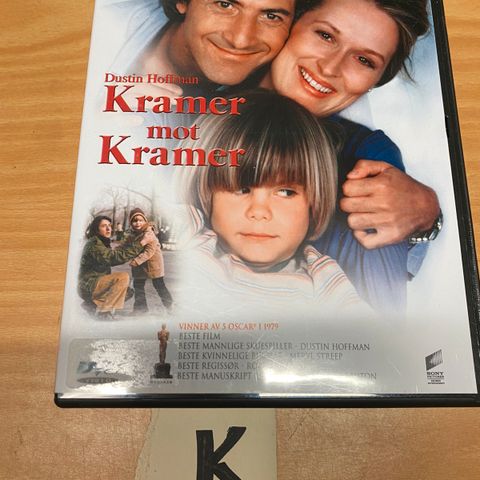 Dustin Hoffman
Kramer
mot
Kramer
VINNER AV 5 OSCAR® I 1979
BESTE FILM
BESTE MANNLIGE SKUESPILLER - DUSTIN HOFFMAN
BESTE KVINNELIGE MERYL STREEP
BESTE REGISSØR -
BESTE MANUSKRIPT
SONY
PICTURES
K